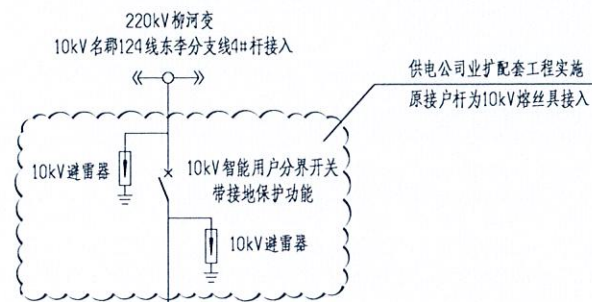 220kV柳河变
10kV名郡124线东李分支线4#杆接入
供电公司业扩配套工程实施
原接户杆为10kV熔丝具接入
10kV避雷器
10kV智能用户分界开关
带接地保护功能
10kV避雷器